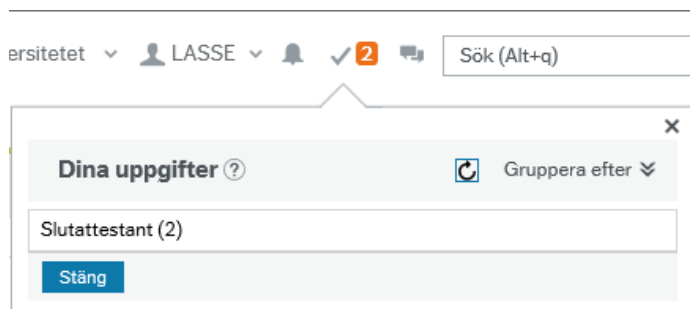 ersitetet LASSE 2 Sök (Alt+q)
Dina uppgifter ? Gruppera efter
Slutattestant (2)
Stäng